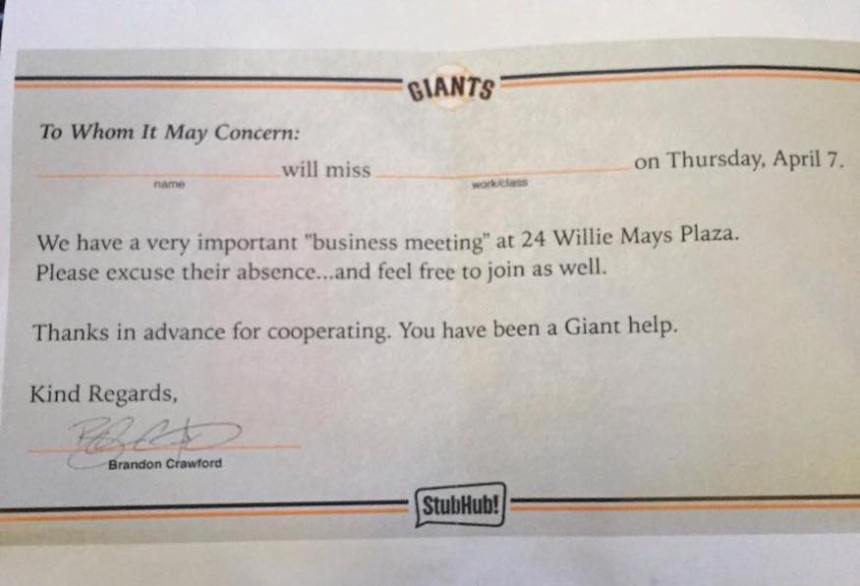 GIANTS
To Whom It May Concern:
will miss on Thursday, April 7.
name work/class
We have a very important "business meeting" at 24 Willie Mays Plaza.
Please excuse their absence...and feel free to join as well.
Thanks in advance for cooperating. You have been a Giant help.
Kind Regards,
Brandon Crawford
StubHub!